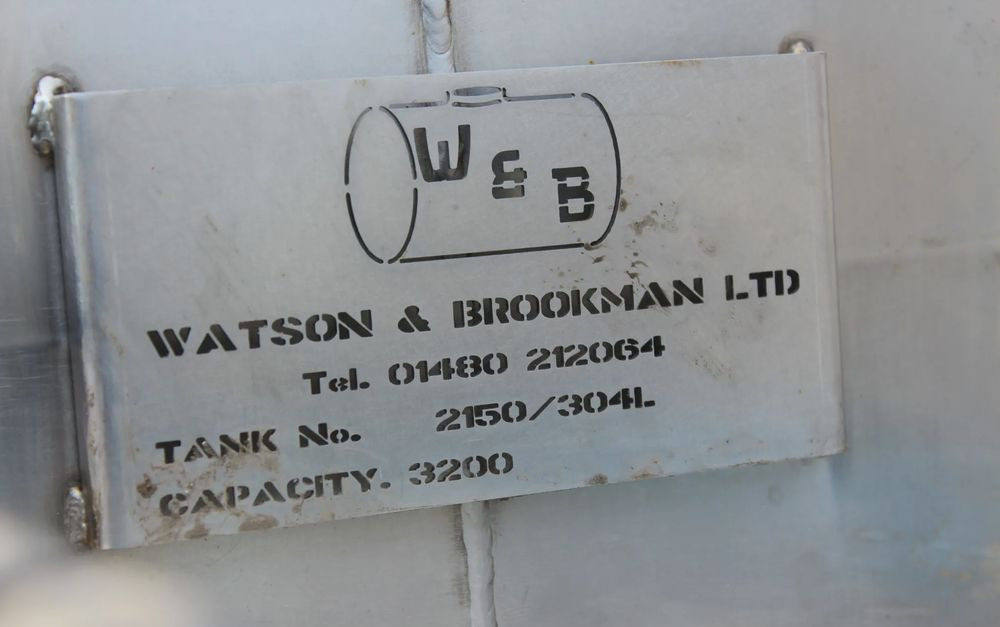 W & B
WATSON & BROOKMAN LTD
Tel. 01480 212064
TANK No. 2150/304L
CAPACITY. 3200